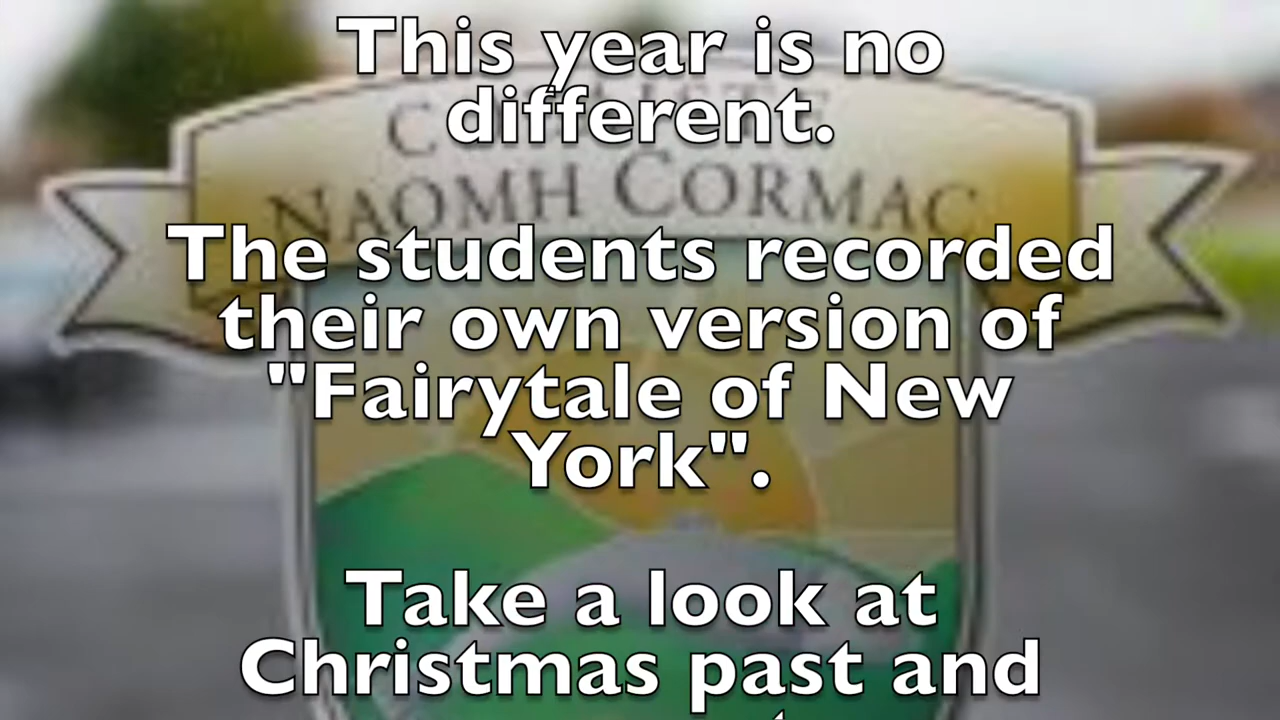 This year is no
different.
NAOMH CORMAC
The students recorded
their own version of
"Fairytale of New
York".
Take a look at
Christmas past and